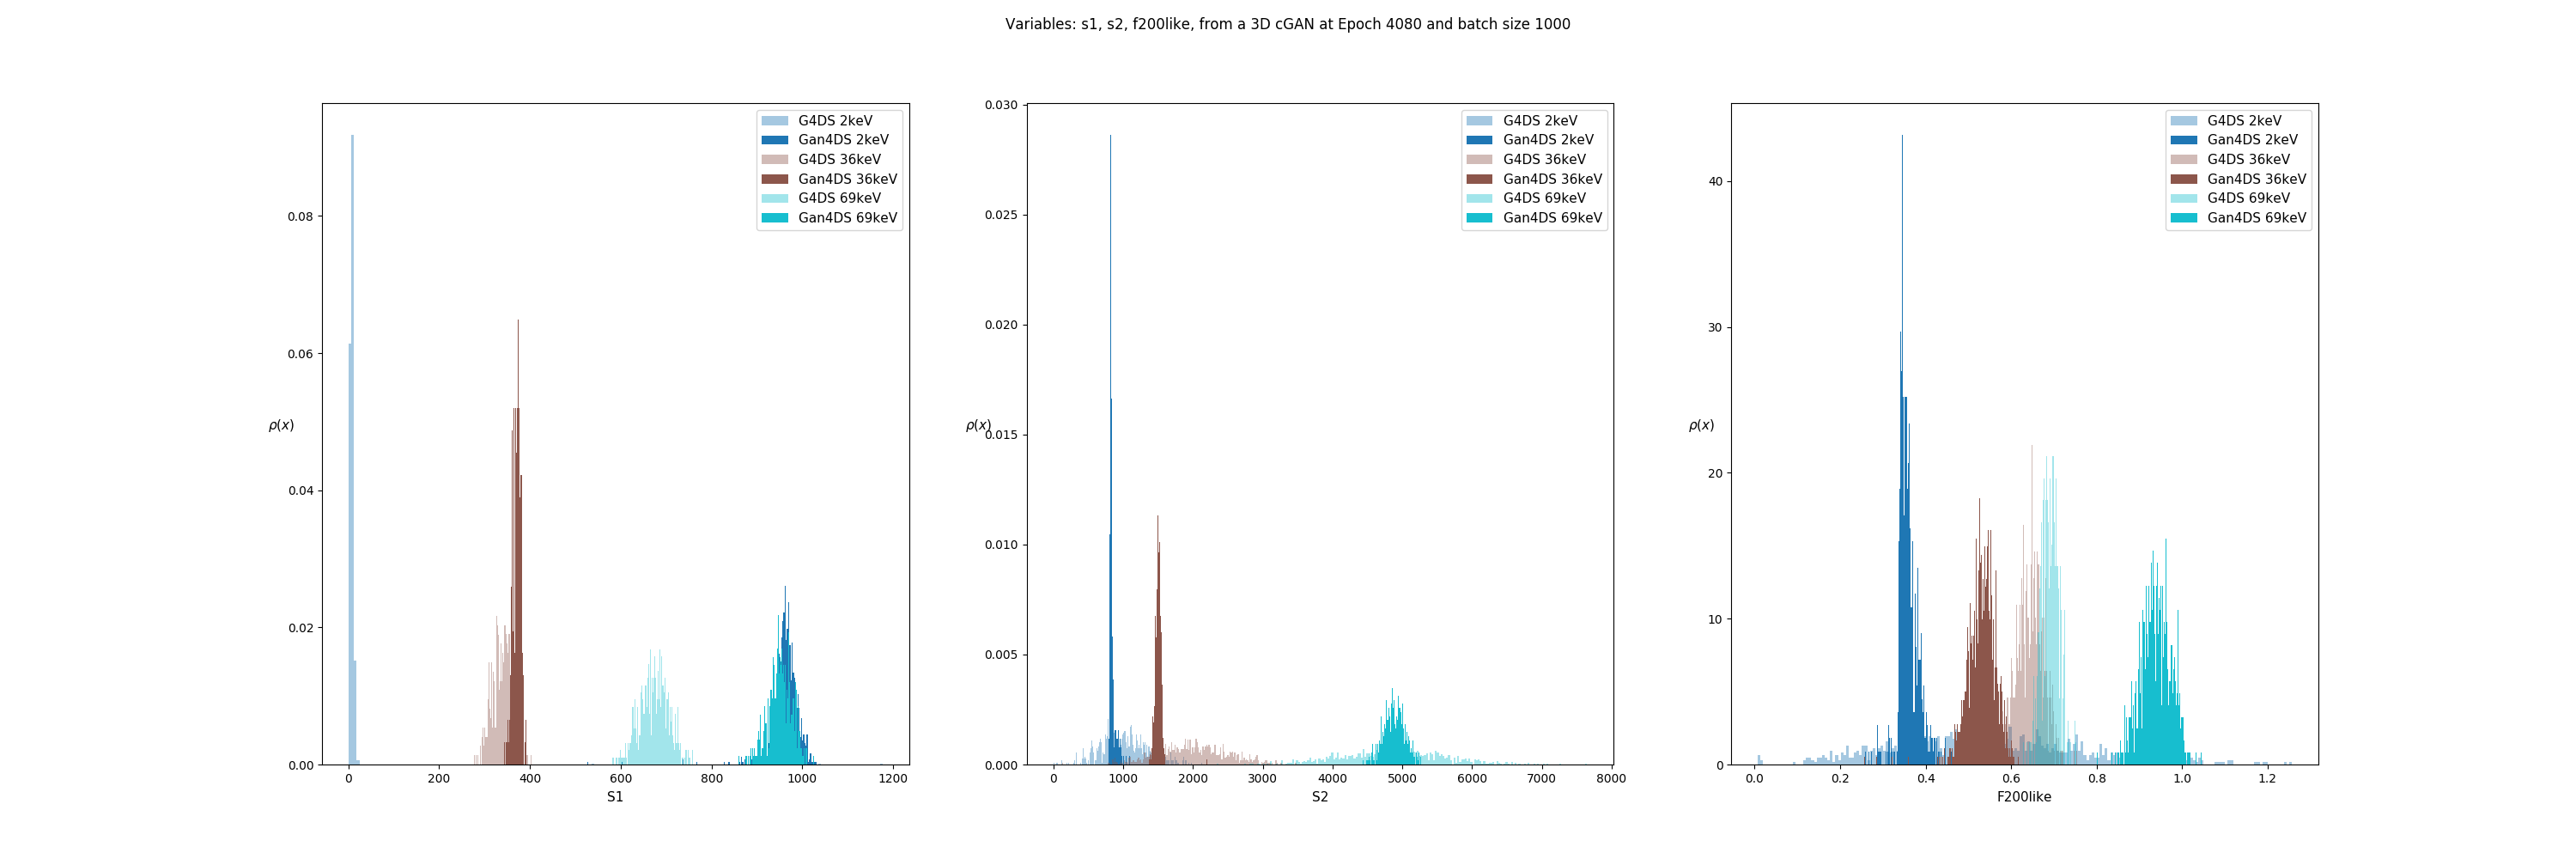 Variables: s1, s2, f200like, from a 3D cGAN at Epoch 4080 and batch size 1000
G4DS 2keV
Gan4DS 2keV
G4DS 36keV
Gan4DS 36keV
G4DS 69keV
Gan4DS 69keV
0.08
0.06
0.04
0.02
0.00
ρ(x)
0 200 400 600 800 1000 1200
S1
G4DS 2keV
Gan4DS 2keV
G4DS 36keV
Gan4DS 36keV
G4DS 69keV
Gan4DS 69keV
0.030
0.025
0.020
0.015
0.010
0.005
0.000
ρ(x)
0 1000 2000 3000 4000 5000 6000 7000 8000
S2
G4DS 2keV
Gan4DS 2keV
G4DS 36keV
Gan4DS 36keV
G4DS 69keV
Gan4DS 69keV
40
30
20
10
0
ρ(x)
0.0 0.2 0.4 0.6 0.8 1.0 1.2
F200like